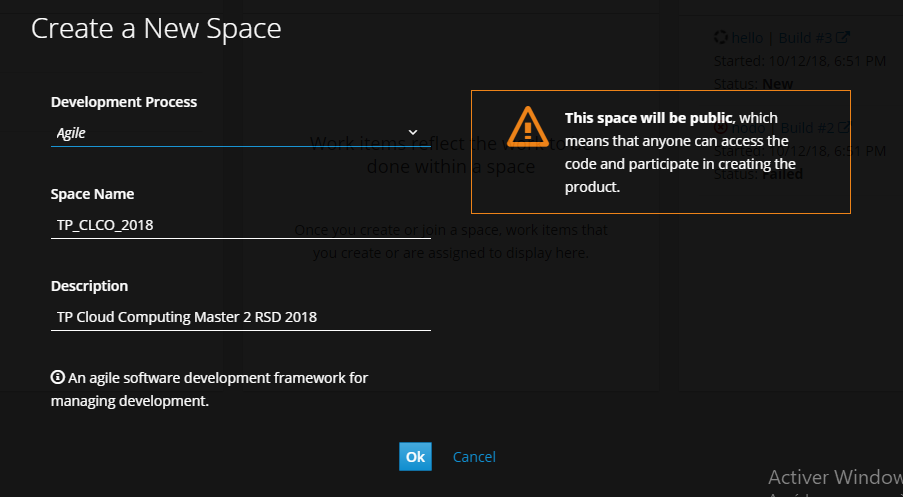 Create a New Space
hello | Build #3
Started: 10/12/18, 6:51 PM
Status: New
Development Process
Agile
This space will be public, which
means that anyone can access the
code and participate in creating the
product.
| Build #2
10/12/18, 6:51 PM
Status: Failed
Work items reflect the
done within a space
Space Name
TP_CLCO_2018
Once you create or join a space, work items that
you create or are assigned to display here.
Description
TP Cloud Computing Master 2 RSD 2018
An agile software development framework for
managing development.
Ok
Cancel
Activer Window